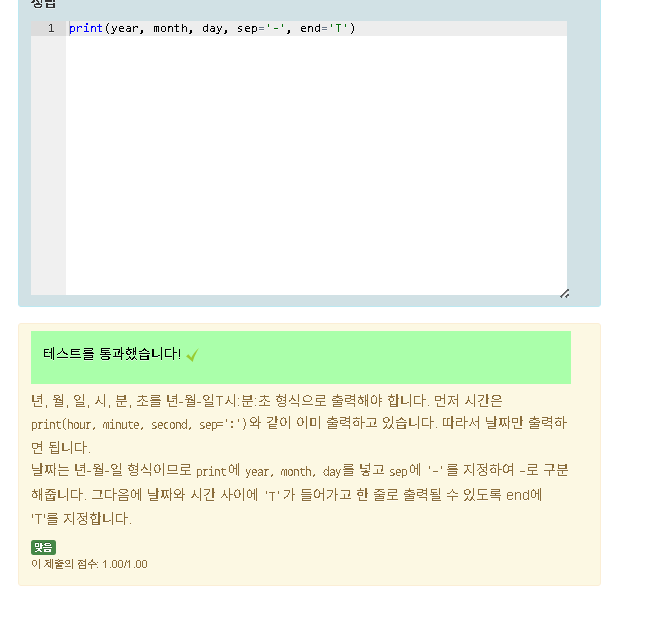 정답
1 print(year, month, day, sep='-', end='T')
테스트를 통과했습니다!
년, 월, 일, 시, 분, 초를 년-월-일T시:분:초 형식으로 출력해야 합니다. 먼저 시간은
print(hour, minute, second, sep=':')와 같이 이미 출력하고 있습니다. 따라서 날짜만 출력하
면 됩니다.
날짜는 년-월-일 형식이므로 print에 year, month, day를 넣고 sep에 '-'를 지정하여 -로 구분
해줍니다. 그다음에 날짜와 시간 사이에 'T'가 들어가고 한 줄로 출력될 수 있도록 end에
'T'를 지정합니다.
맞음
이 제출의 점수: 1.00/1.00